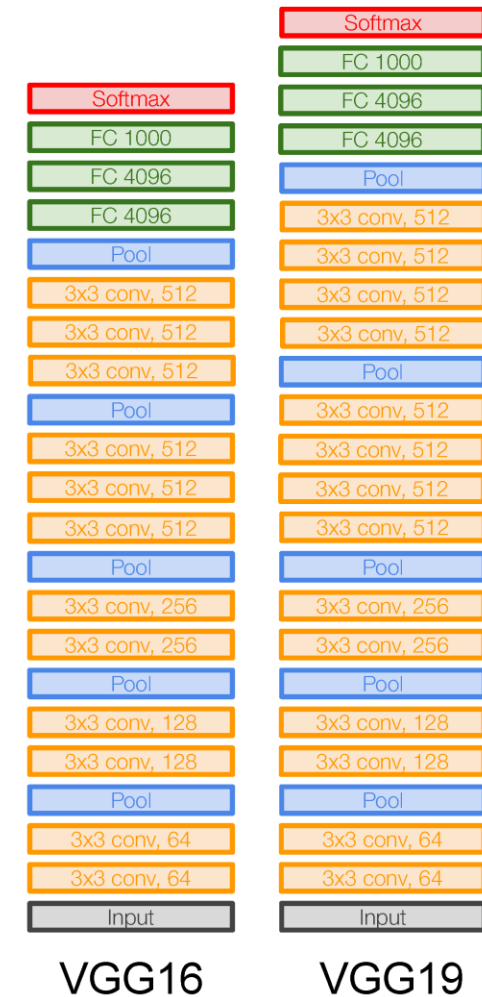 Softmax
FC 1000
FC 4096
FC 4096
Pool
3x3 conv, 512
3x3 conv, 512
3x3 conv, 512
Pool
3x3 conv, 512
3x3 conv, 512
3x3 conv, 512
Pool
3x3 conv, 256
3x3 conv, 256
Pool
3x3 conv, 128
3x3 conv, 128
Pool
3x3 conv, 64
3x3 conv, 64
Input
VGG16
Softmax
FC 1000
FC 4096
FC 4096
Pool
3x3 conv, 512
3x3 conv, 512
3x3 conv, 512
3x3 conv, 512
Pool
3x3 conv, 512
3x3 conv, 512
3x3 conv, 512
3x3 conv, 512
Pool
3x3 conv, 256
3x3 conv, 256
Pool
3x3 conv, 128
3x3 conv, 128
Pool
3x3 conv, 64
3x3 conv, 64
Input
VGG19